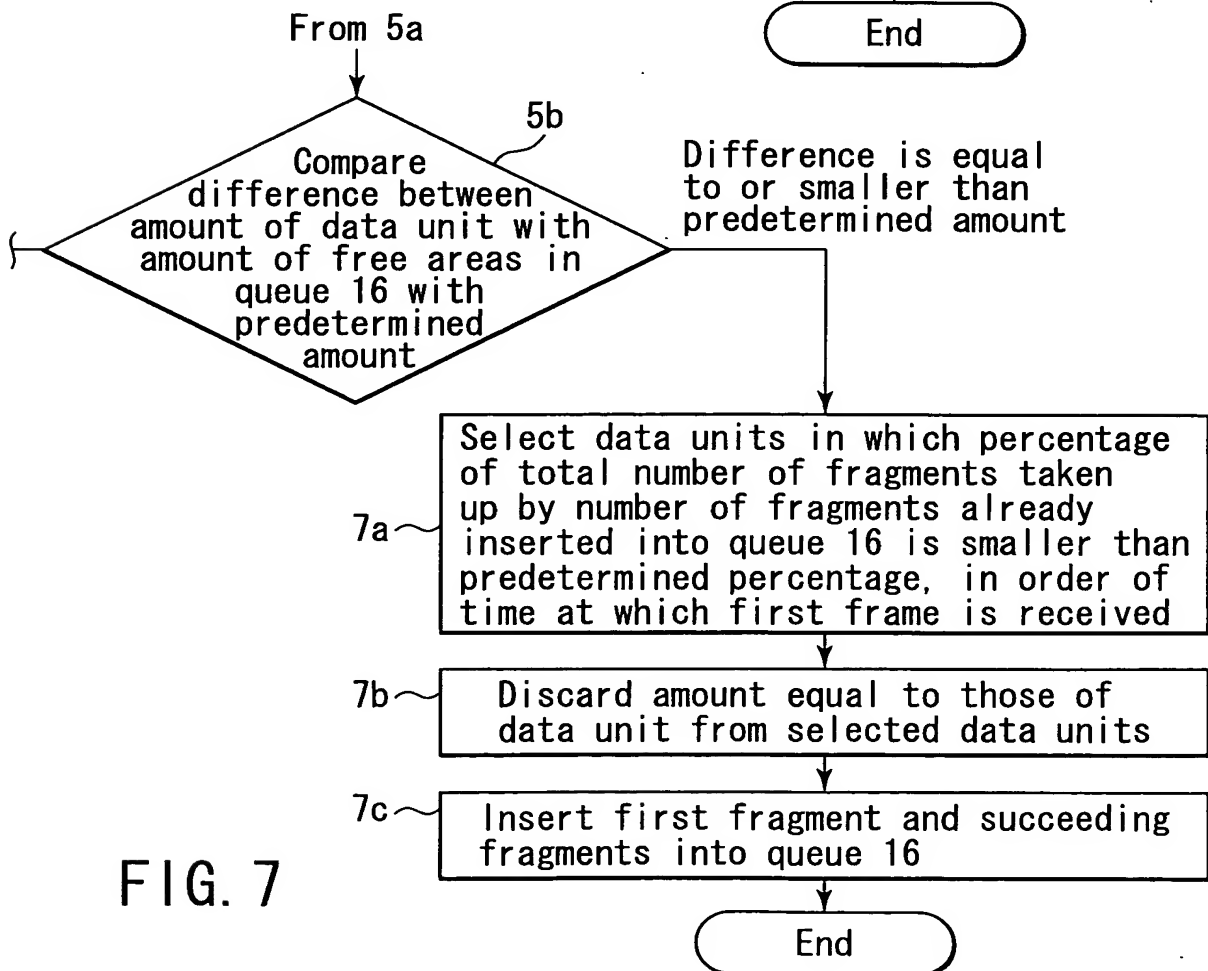 From 5a
End
5b
Compare
difference between
amount of data unit with
amount of free areas in
queue 16 with
predetermined
amount
Difference is equal
to or smaller than
predetermined amount
7a
Select data units in which percentage
of total number of fragments taken
up by number of fragments already
inserted into queue 16 is smaller than
predetermined percentage, in order of
time at which first frame is received
7b
Discard amount equal to those of
data unit from selected data units
7c
Insert first fragment and succeeding
fragments into queue 16
FIG. 7
End